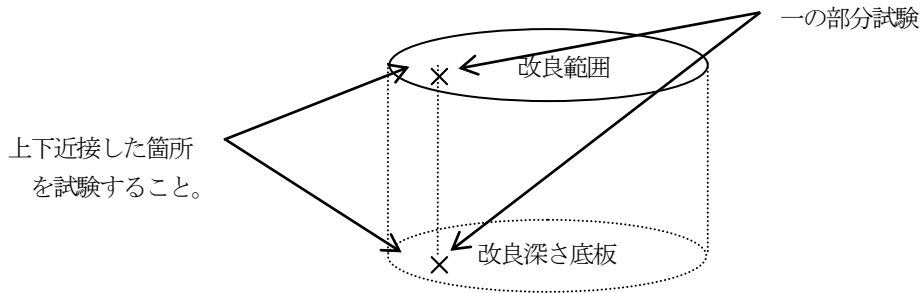 一の部分試験
改良範囲
上下近接した箇所
を試験すること。
改良深さ底板